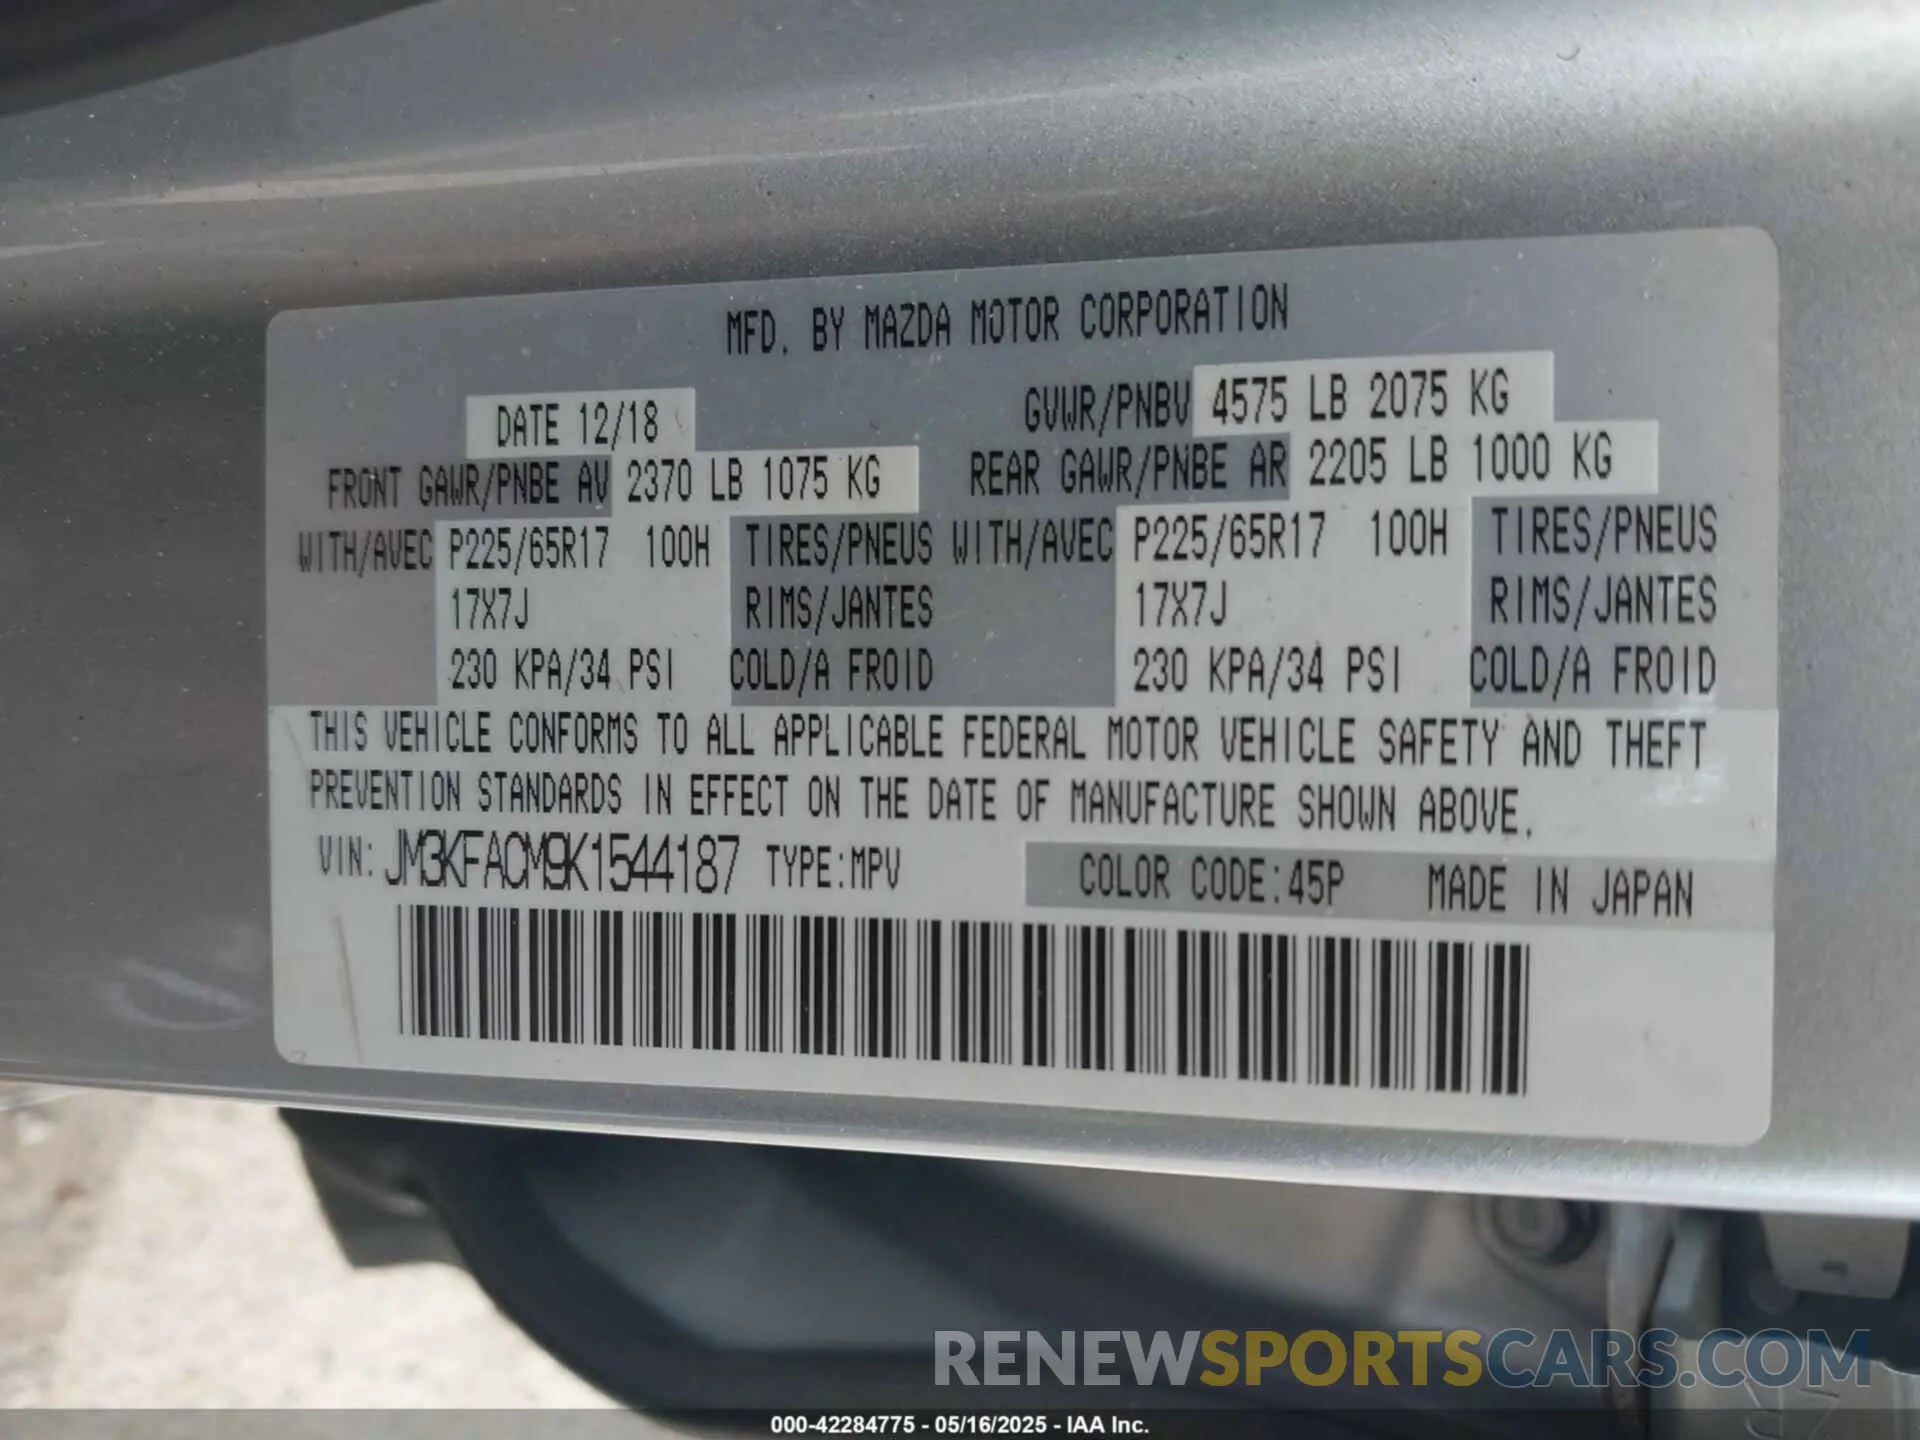 MFD. BY MAZDA MOTOR CORPORATION
DATE 12/18 GVWR/PNBV 4575 LB 2075 KG
FRONT GAWR/PNBE AV 2370 LB 1075 KG REAR GAWR/PNBE AR 2205 LB 1000 KG
WITH/AVEC P225/65R17 100H TIRES/PNEUS WITH/AVEC P225/65R17 100H TIRES/PNEUS
17X7J RIMS/JANTES 17X7J RIMS/JANTES
230 KPA/34 PSI COLD/A FROID 230 KPA/34 PSI COLD/A FROID
THIS VEHICLE CONFORMS TO ALL APPLICABLE FEDERAL MOTOR VEHICLE SAFETY AND THEFT
PREVENTION STANDARDS IN EFFECT ON THE DATE OF MANUFACTURE SHOWN ABOVE.
VIN: JM3KFACM9K1544187 TYPE:MPV COLOR CODE:45P MADE IN JAPAN
RENEWSPORTSCARS.COM
000-42284775 - 05/16/2025 - IAA Inc.